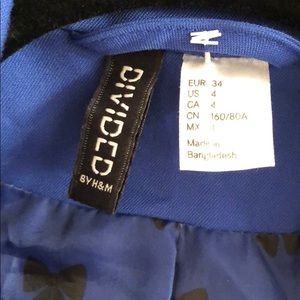 DIVIDED
BY H&M
EUR 34
US 4
CA 4
CN 160/80A
MX
Made in
Bangladesh